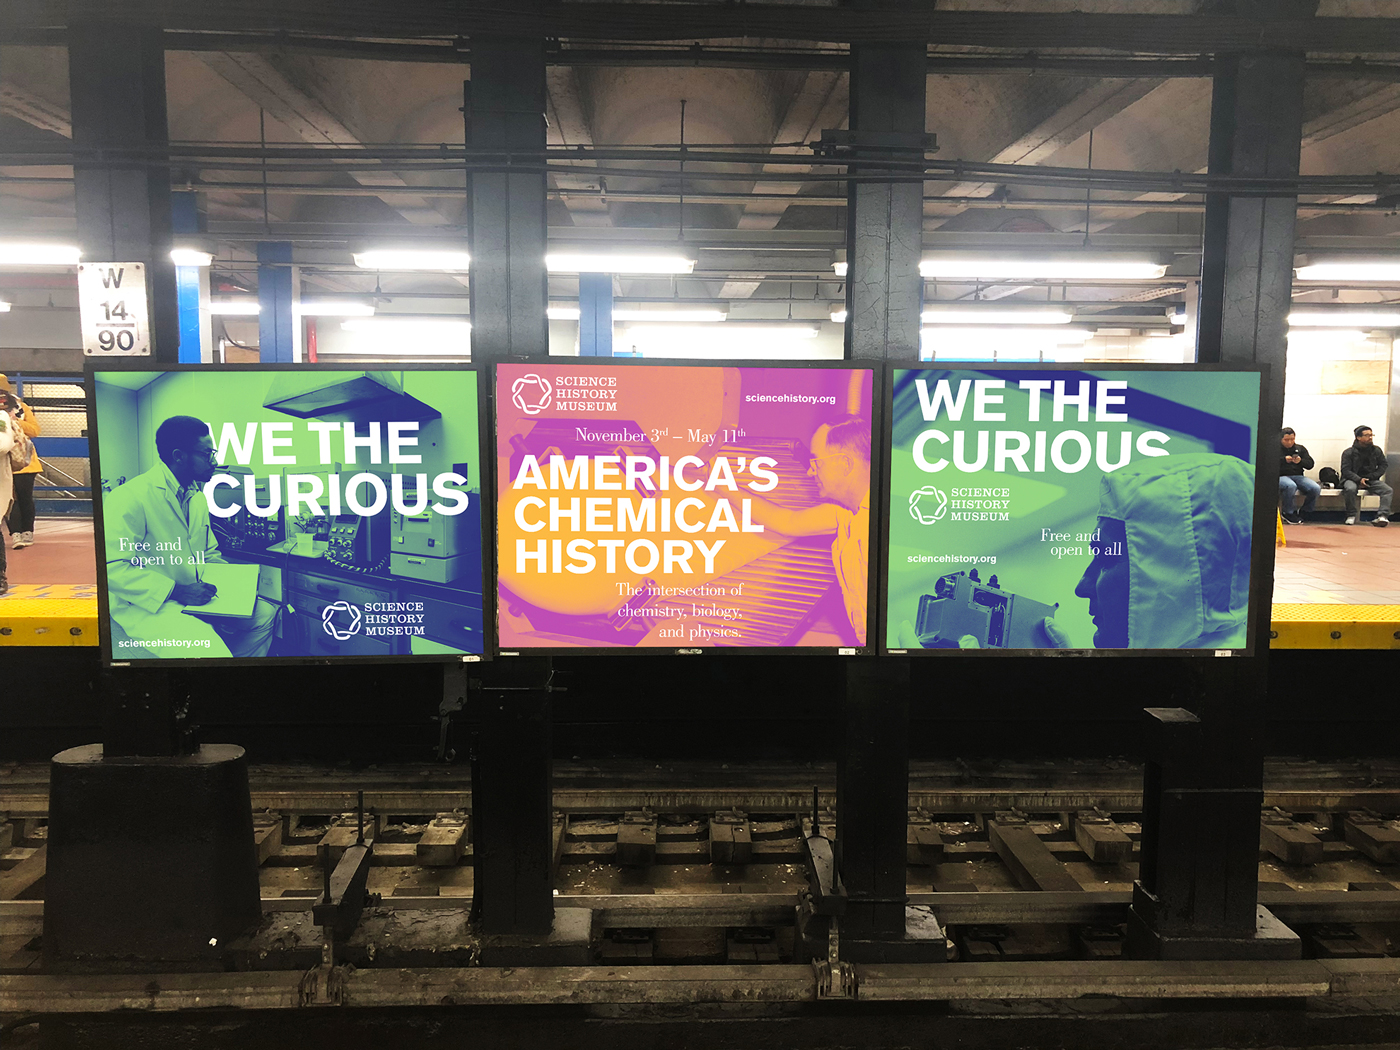 W
14
90
WE THE
CURIOUS
Free and
open to all
SCIENCE
HISTORY
MUSEUM
sciencehistory.org
SCIENCE
HISTORY
MUSEUM
sciencehistory.org
November 3rd – May 11th
AMERICA'S
CHEMICAL
HISTORY
The intersection of
chemistry, biology,
and physics.
WE THE
CURIOUS
SCIENCE
HISTORY
MUSEUM
Free and
open to all
sciencehistory.org